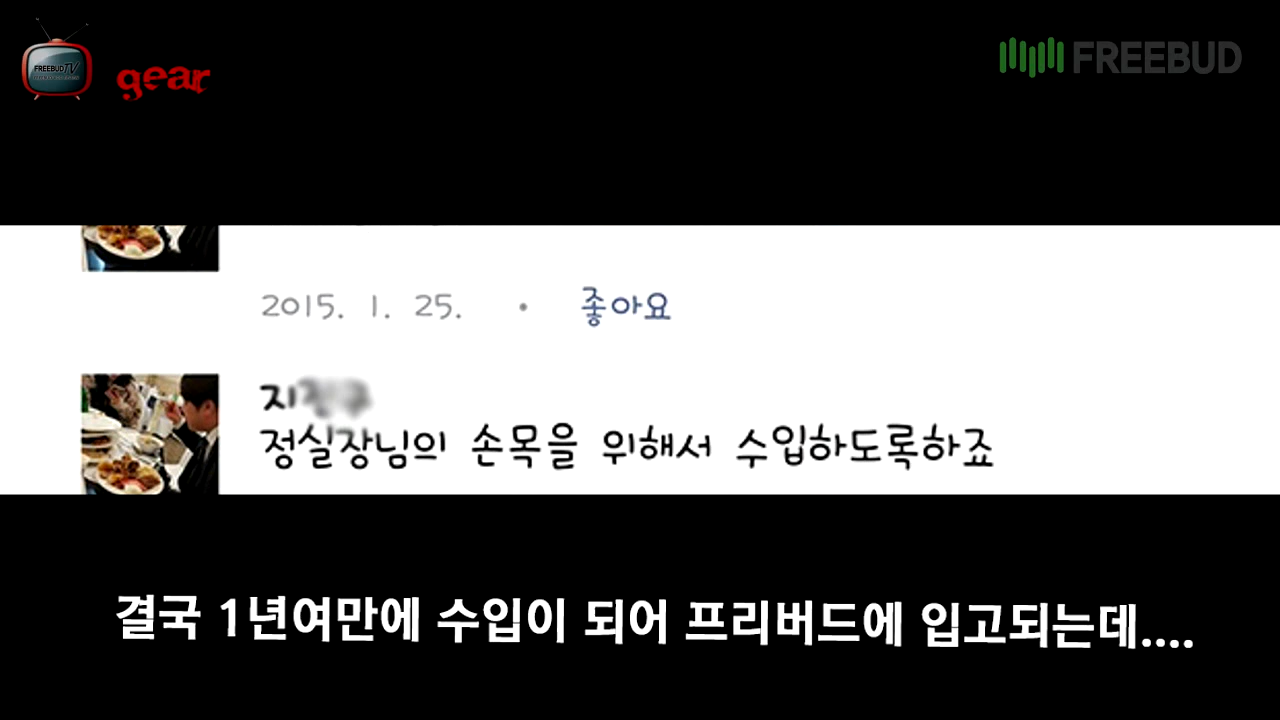 FREEBUD TV
gear
FREEBUD
2015. 1. 25. • 좋아요
지
정실장님의 손목을 위해서 수입하도록하죠
결국 1년여만에 수입이 되어 프리버드에 입고되는데....